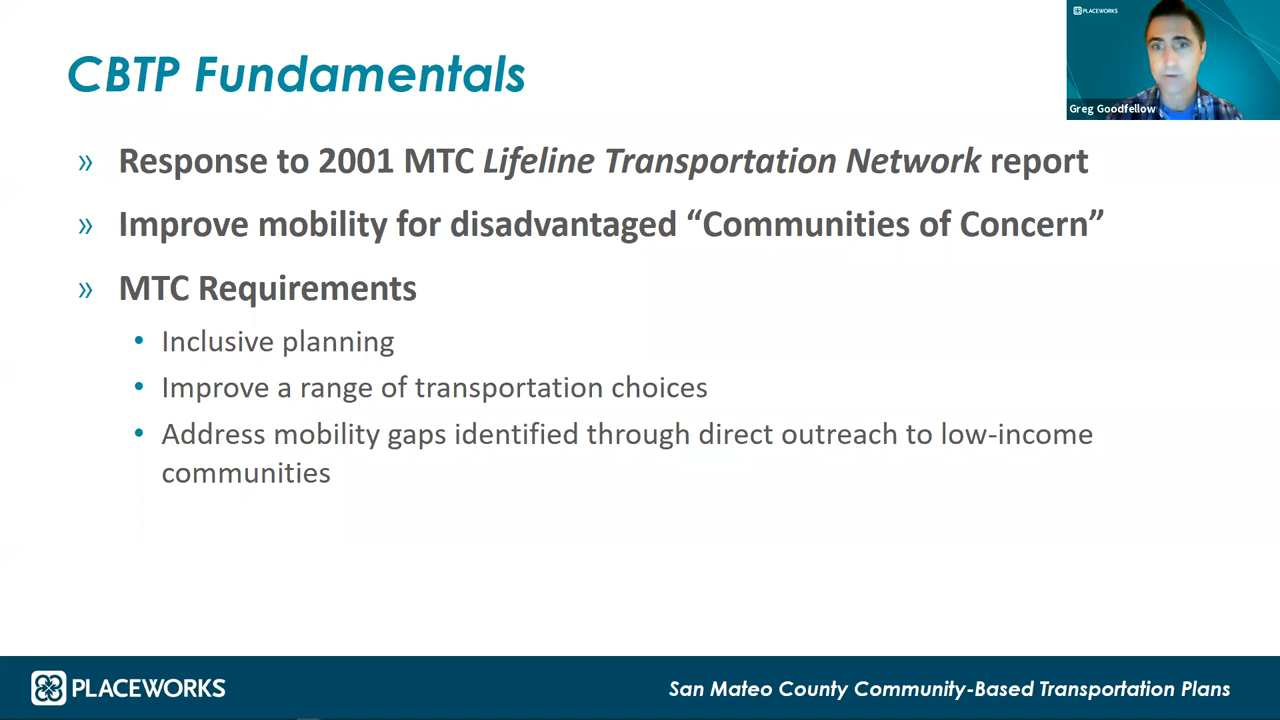 CBTP Fundamentals
PLACEWORKS
Greg Goodfellow
» Response to 2001 MTC Lifeline Transportation Network report
» Improve mobility for disadvantaged “Communities of Concern”
» MTC Requirements
• Inclusive planning
• Improve a range of transportation choices
• Address mobility gaps identified through direct outreach to low-income
communities
PLACEWORKS
San Mateo County Community-Based Transportation Plans